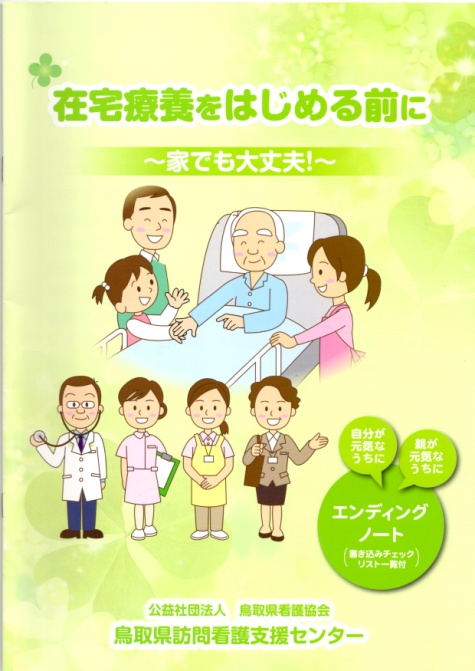 在宅療養をはじめる前に
～家でも大丈夫!～
自分が
元気な
うちに
親が
元気な
うちに
エンディング
ノート
(書き込みチェック
リスト一覧付)
公益社団法人　鳥取県看護協会
鳥取県訪問看護支援センター